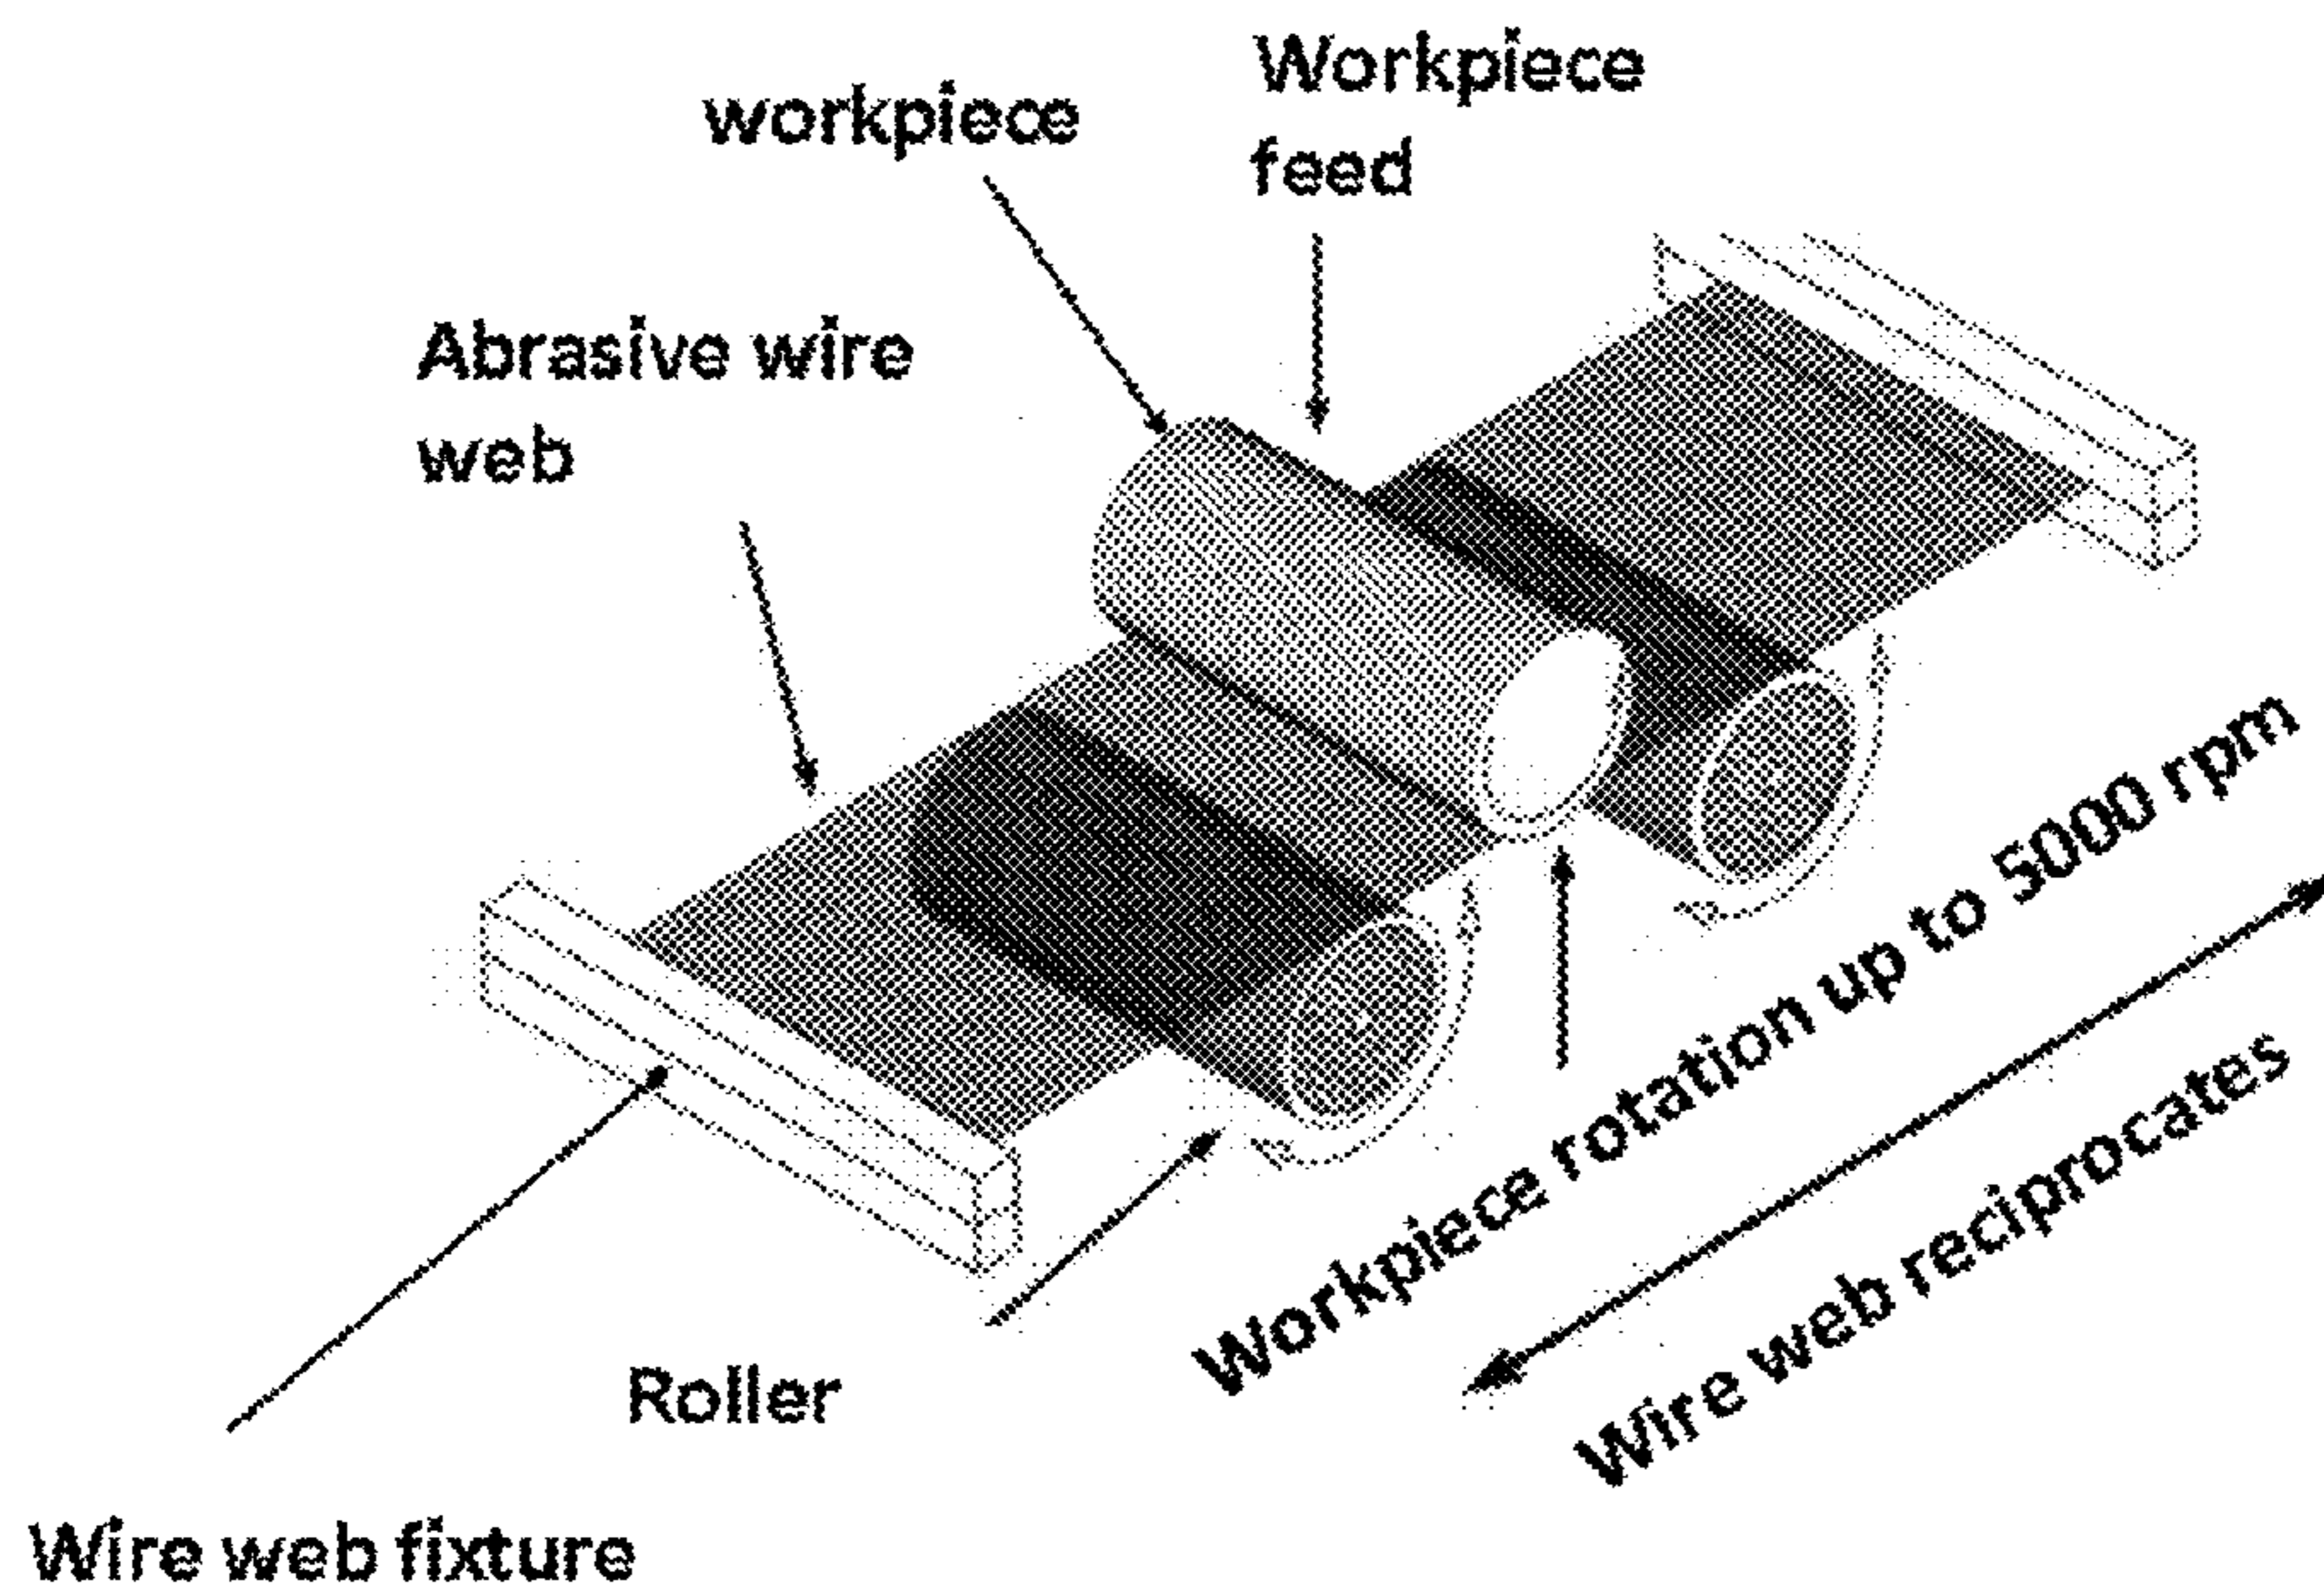 Workpiece
feed
workpiece
Abrasive wire
web
Workpiece rotation up to 5000 rpm
Wire web reciprocates
Roller
Wire web fixture